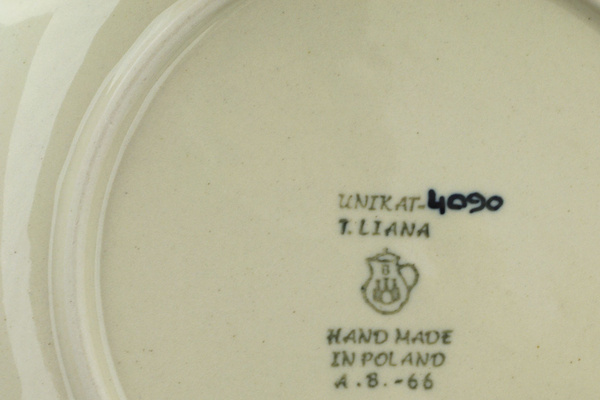 UNIKAT-4090
T. LIANA
HAND MADE
IN POLAND
A.B.-66